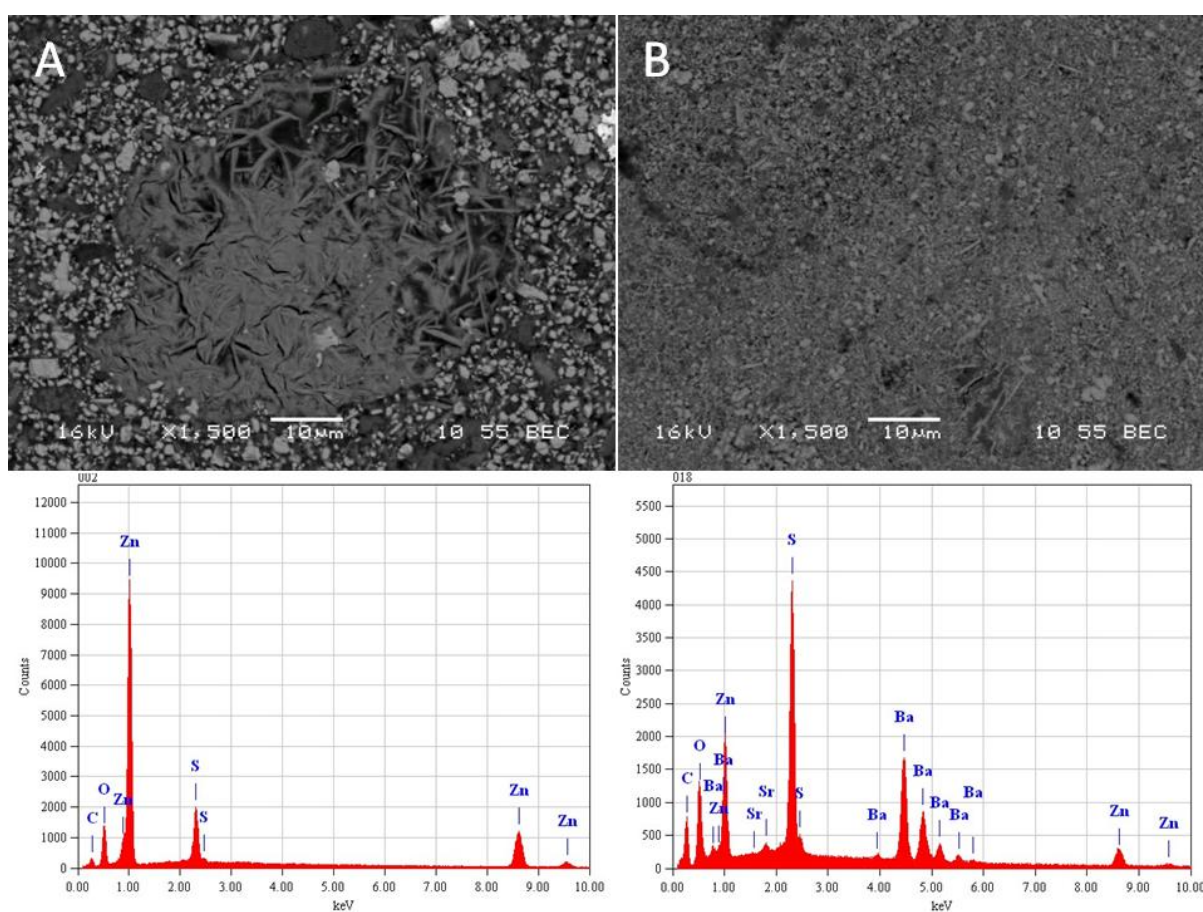 A
16kV X1,500 10μm 10 55 BEC
B
16kV X1,500 10μm 10 55 BEC
002
Counts
12000
11000
10000
9000
8000
7000
6000
5000
4000
3000
2000
1000
0
C
O
Zn
Zn
S
S
Zn
Zn
0.00 1.00 2.00 3.00 4.00 5.00 6.00 7.00 8.00 9.00 10.00
keV
018
Counts
5500
5000
4500
4000
3500
3000
2500
2000
1500
1000
500
0
C
O
Ba
Zn
Ba
Zn
Sr
Sr
S
S
Ba
Ba
Ba
Ba
Ba
Ba
Zn
Zn
0.00 1.00 2.00 3.00 4.00 5.00 6.00 7.00 8.00 9.00 10.00
keV